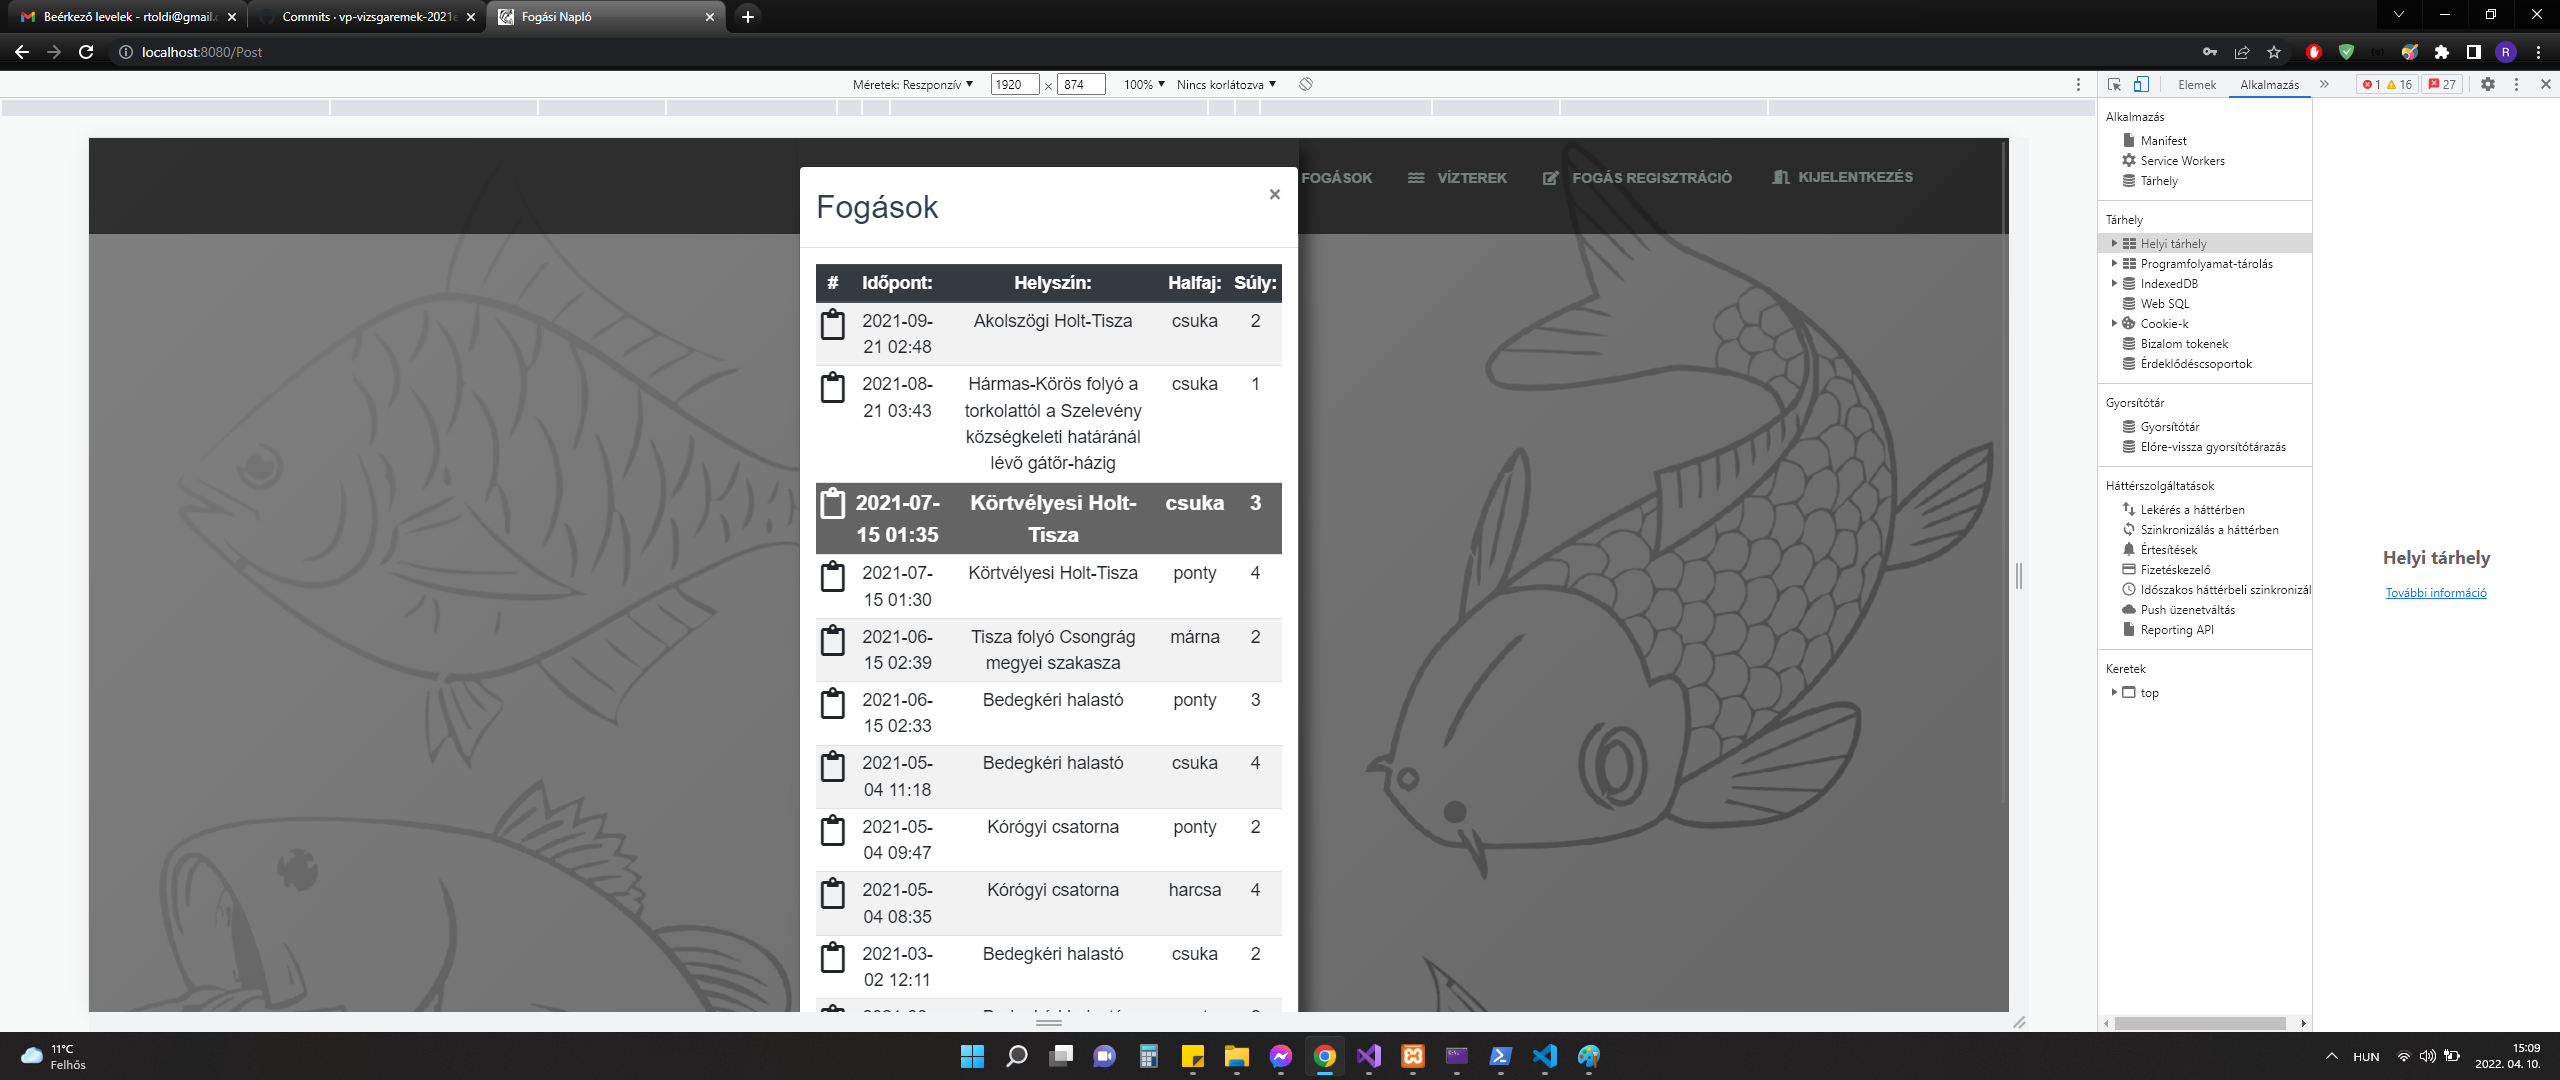 Beérkező levelek - rtoldi@gmail.c
Commits · vp-vizsgaremek-2021e
Fogási Napló
localhost:8080/Post
R
Méretek: Reszponzív
1920 × 874
100%
Nincs korlátozva
Elemek
Alkalmazás
1
16
27
FOGÁSOK
VÍZTEREK
FOGÁS REGISZTRÁCIÓ
KIJELENTKEZÉS
Fogások
×
# Időpont: Helyszín: Halfaj: Súly:
2021-09- Akolszögi Holt-Tisza csuka 2
21 02:48
2021-08- Hármas-Körös folyó a csuka 1
21 03:43 torkolattól a Szelevény
községkeleti határánál
lévő gátőr-házig
2021-07- Körtvélyesi Holt- csuka 3
15 01:35 Tisza
2021-07- Körtvélyesi Holt-Tisza ponty 4
15 01:30
2021-06- Tisza folyó Csongrág márna 2
15 02:39 megyei szakasza
2021-06- Bedegkéri halastó ponty 3
15 02:33
2021-05- Bedegkéri halastó csuka 4
04 11:18
2021-05- Kórógyi csatorna ponty 2
04 09:47
2021-05- Kórógyi csatorna harcsa 4
04 08:35
2021-03- Bedegkéri halastó csuka 2
02 12:11
Alkalmazás
Manifest
Service Workers
Tárhely
Tárhely
Helyi tárhely
Programfolyamat-tárolás
IndexedDB
Web SQL
Cookie-k
Bizalom tokenek
Érdeklődéscsoportok
Gyorsítótár
Gyorsítótár
Előre-vissza gyorsítótárazás
Háttérszolgáltatások
Lekérés a háttérben
Szinkronizálás a háttérben
Értesítések
Fizetéskezelő
Időszakos háttérbeli szinkronizál
Push üzenetváltás
Reporting API
Keretek
top
Helyi tárhely
További információ
11°C
Felhős
HUN
15:09
2022. 04. 10.